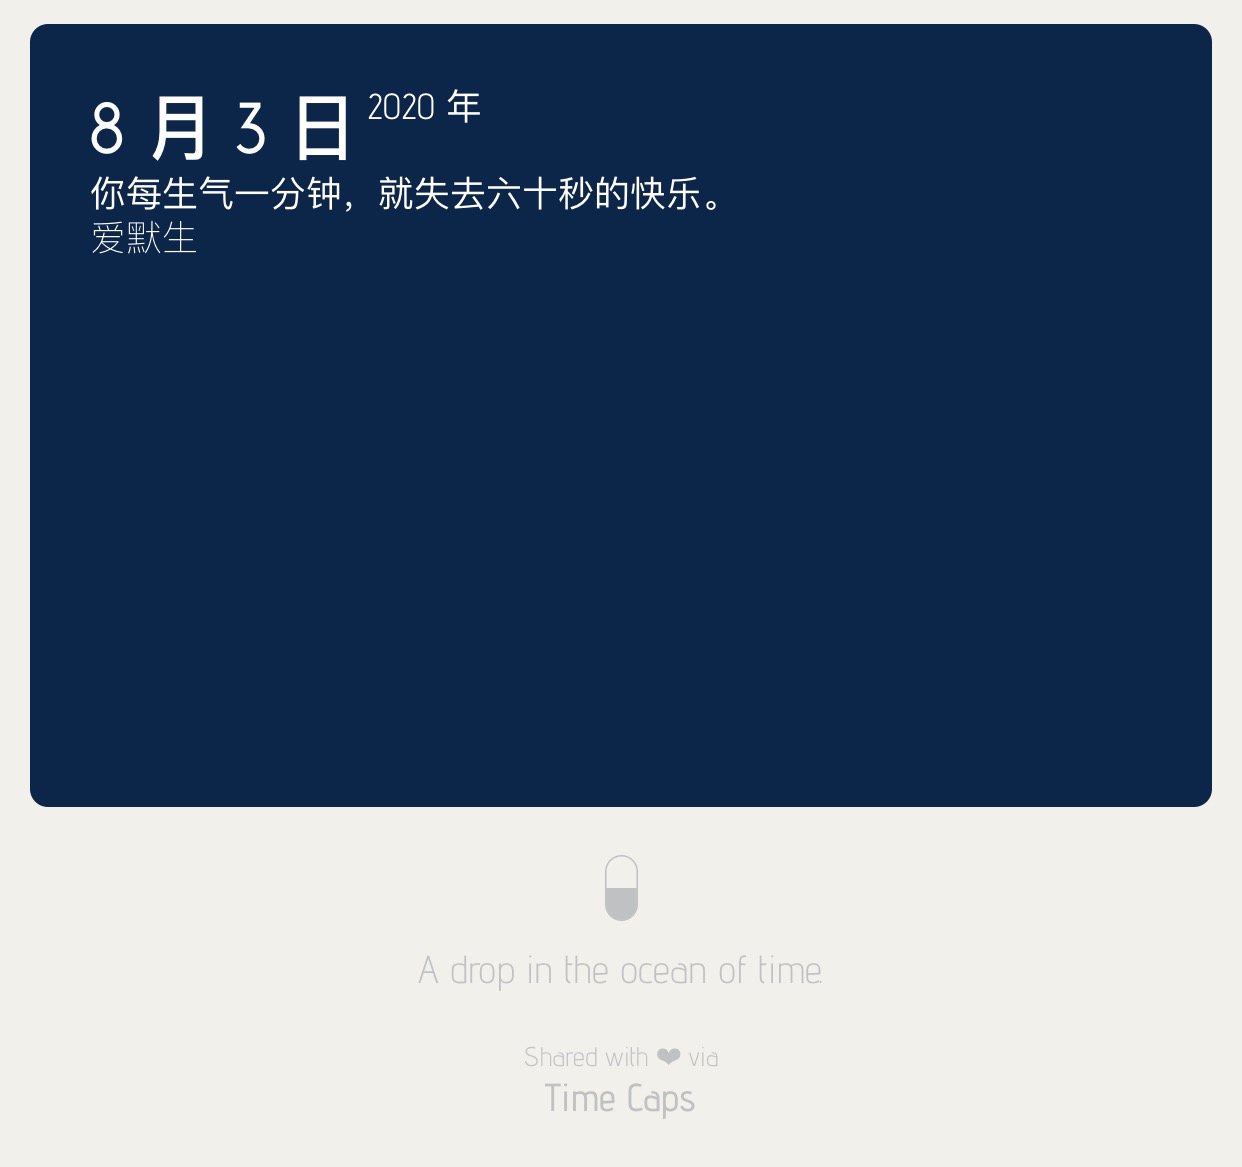 8 月 3 日 2020 年
你每生气一分钟，就失去六十秒的快乐。
爱默生
A drop in the ocean of time.
Shared with ❤ via
Time Caps